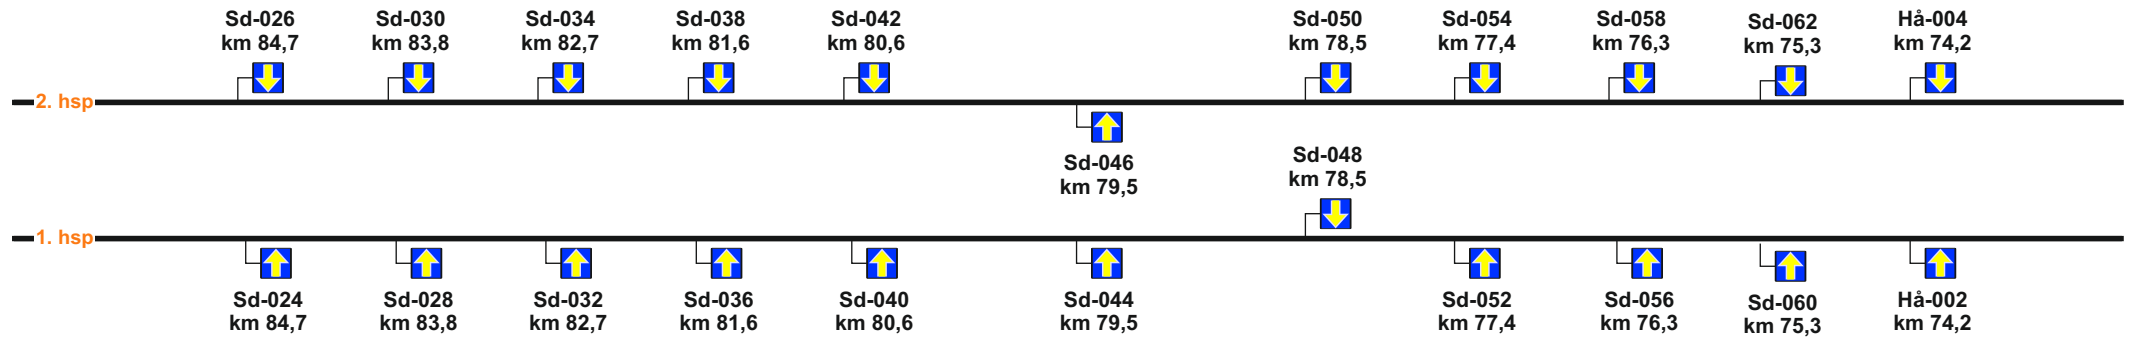 Sd-026
km 84,7
Sd-030
km 83,8
Sd-034
km 82,7
Sd-038
km 81,6
Sd-042
km 80,6
Sd-050
km 78,5
Sd-054
km 77,4
Sd-058
km 76,3
Sd-062
km 75,3
Hå-004
km 74,2
2. hsp
Sd-046
km 79,5
Sd-048
km 78,5
1. hsp
Sd-024
km 84,7
Sd-028
km 83,8
Sd-032
km 82,7
Sd-036
km 81,6
Sd-040
km 80,6
Sd-044
km 79,5
Sd-052
km 77,4
Sd-056
km 76,3
Sd-060
km 75,3
Hå-002
km 74,2